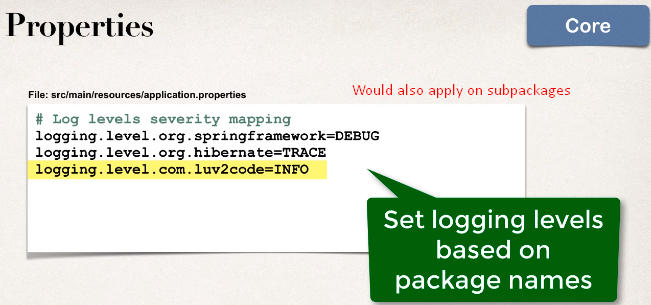 Properties
Core
File: src/main/resources/application.properties
Would also apply on subpackages
# Log levels severity mapping
logging.level.org.springframework=DEBUG
logging.level.org.hibernate=TRACE
logging.level.com.luv2code=INFO
Set logging levels
based on
package names